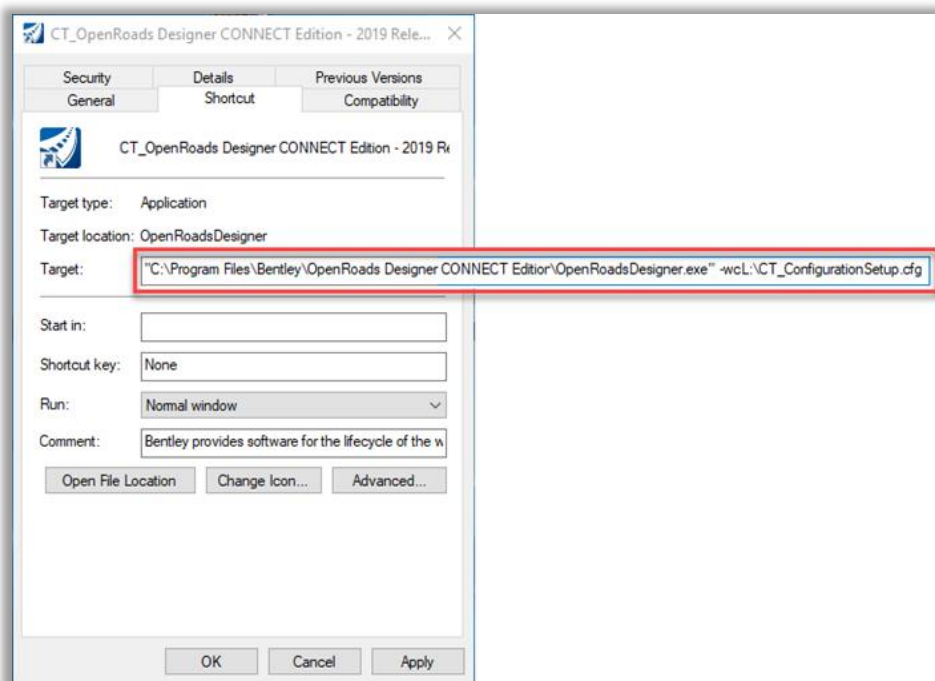 CT_OpenRoads Designer CONNECT Edition - 2019 Rele...
Security Details Previous Versions
General Shortcut Compatibility
CT_OpenRoads Designer CONNECT Edition - 2019 Re
Target type: Application
Target location: OpenRoadsDesigner
Target: "C:\Program Files\Bentley\OpenRoads Designer CONNECT Editior\OpenRoadsDesigner.exe" -wcL:\CT_ConfigurationSetup.cfg
Start in:
Shortcut key: None
Run: Normal window
Comment: Bentley provides software for the lifecycle of the w
Open File Location Change Icon... Advanced...
OK Cancel Apply